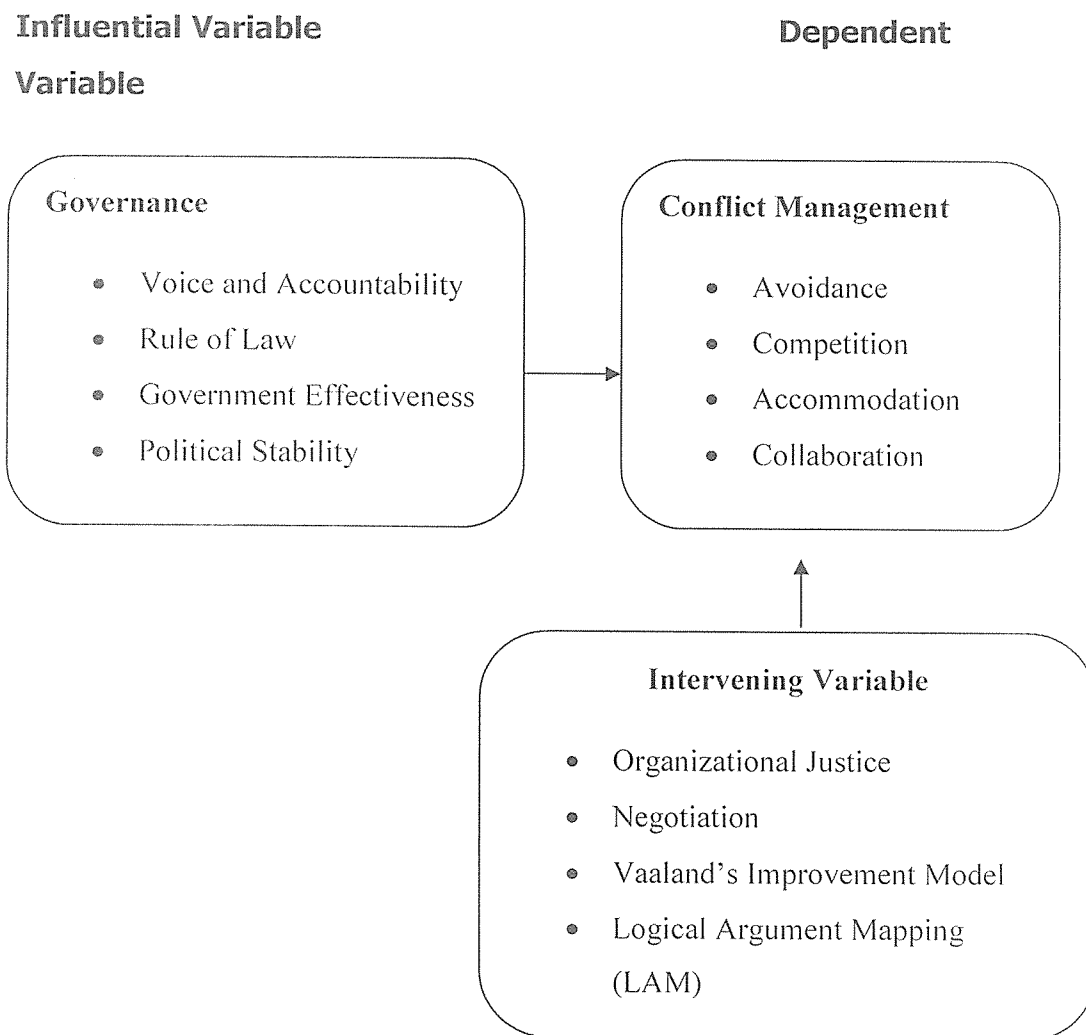 Influential Variable Dependent
Variable
Governance
• Voice and Accountability
• Rule of Law
• Government Effectiveness
• Political Stability
Conflict Management
• Avoidance
• Competition
• Accommodation
• Collaboration
Intervening Variable
• Organizational Justice
• Negotiation
• Vaaland's Improvement Model
• Logical Argument Mapping
(LAM)